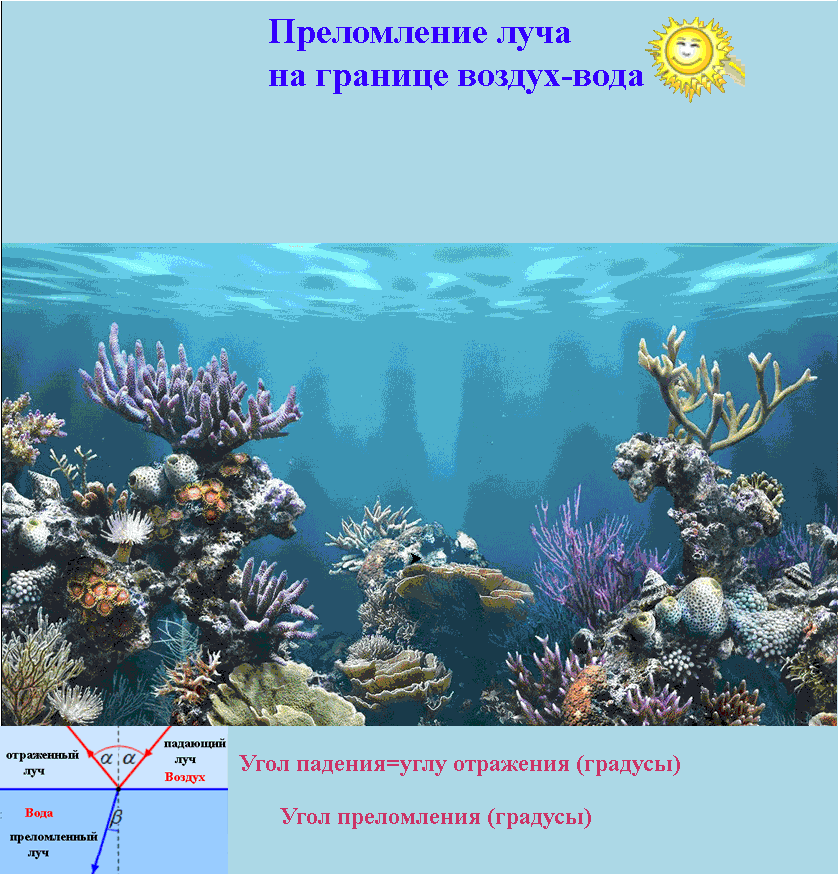 Преломление луча
на границе воздух-вода
отраженный
луч
α α
падающий
луч
Воздух
Вода
β
преломленный
луч
Угол падения=углу отражения (градусы)
Угол преломления (градусы)